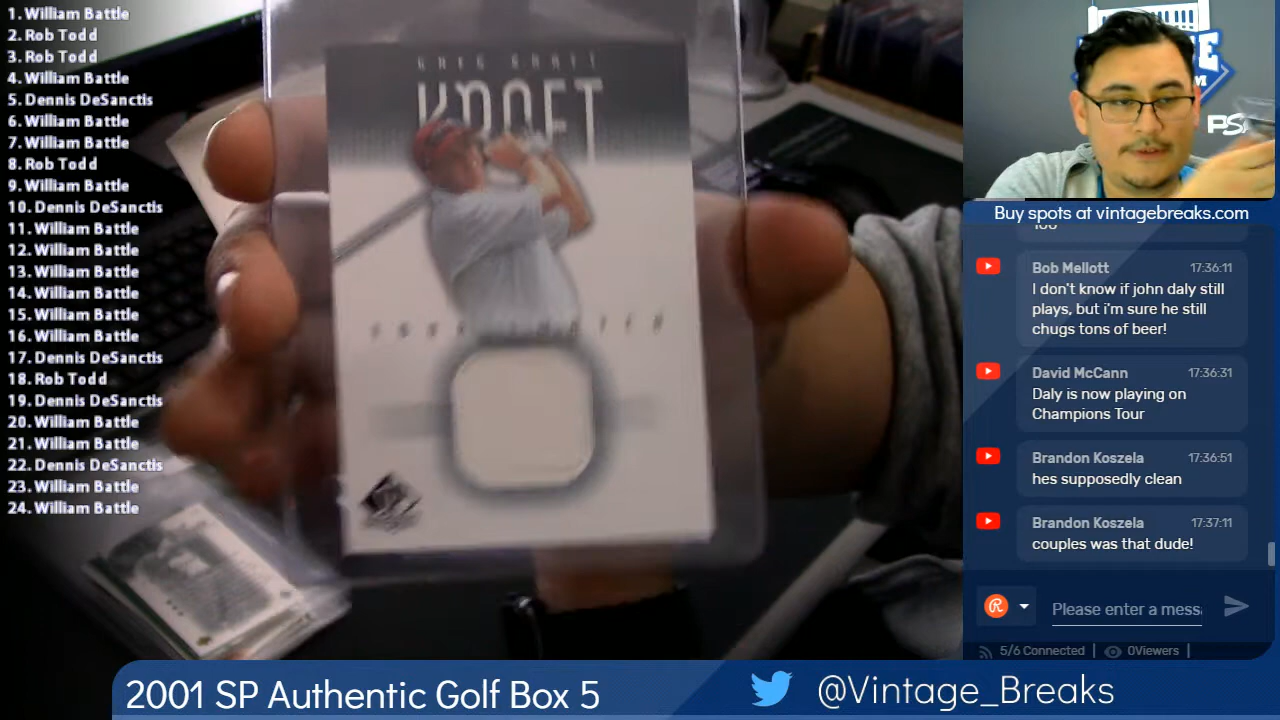 1. William Battle
2. Rob Todd
3. Rob Todd
4. William Battle
5. Dennis DeSanctis
6. William Battle
7. William Battle
8. Rob Todd
9. William Battle
10. Dennis DeSanctis
11. William Battle
12. William Battle
13. William Battle
14. William Battle
15. William Battle
16. William Battle
17. Dennis DeSanctis
18. Rob Todd
19. Dennis DeSanctis
20. William Battle
21. William Battle
22. Dennis DeSanctis
23. William Battle
24. William Battle
KRAFT
PSA
Buy spots at vintagebreaks.com
too
Bob Mellott 17:36:11
I don't know if john daly still
plays, but i'm sure he still
chugs tons of beer!
David McCann 17:36:31
Daly is now playing on
Champions Tour
Brandon Koszela 17:36:51
hes supposedly clean
Brandon Koszela 17:37:11
couples was that dude!
Please enter a mess
5/6 Connected | 0Viewers |
2001 SP Authentic Golf Box 5
@Vintage_Breaks